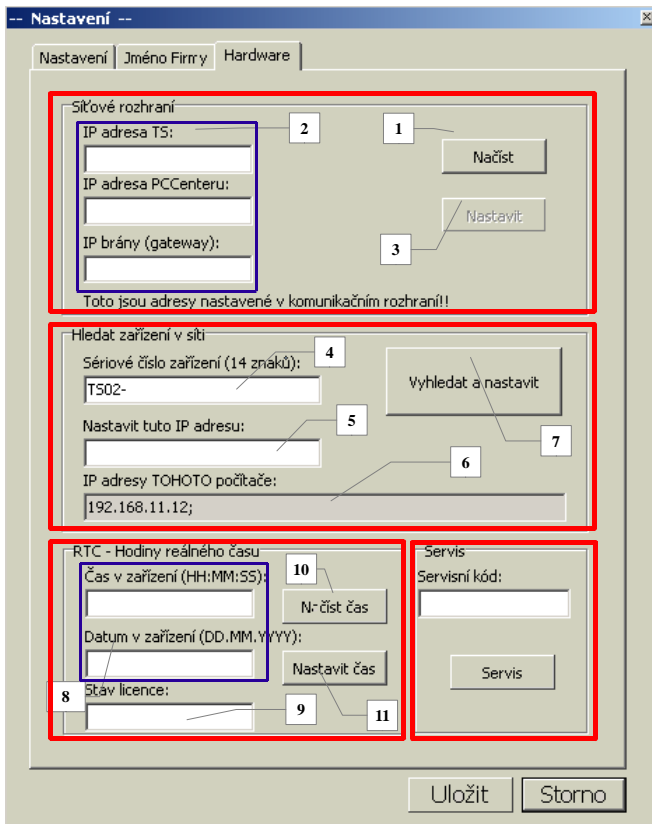 -- Nastavení --
Nastavení Jméno Firmy Hardware
Síťové rozhraní
IP adresa TS:
2
1
Načíst
IP adresa PCCenteru:
Nastavit
3
IP brány (gateway):
Toto jsou adresy nastavené v komunikačním rozhraní!!
Hledat zařízení v síti
4
Sériové číslo zařízení (14 znaků):
TS02-
Vyhledat a nastavit
Nastavit tuto IP adresu:
5
7
6
IP adresy TOHOTO počítače:
192.168.11.12;
RTC - Hodiny reálného času
Čas v zařízení (HH:MM:SS):
10
Načíst čas
Datum v zařízení (DD.MM.YYYY):
Nastavit čas
8
Stav licence:
9
11
Servis
Servisní kód:
Servis
Uložit Storno